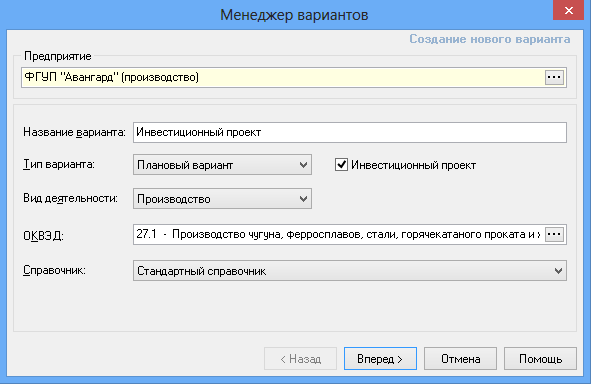 Менеджер вариантов
Создание нового варианта
Предприятие
ФГУП "Авангард" (производство)
Название варианта: Инвестиционный проект
Тип варианта: Плановый вариант Инвестиционный проект
Вид деятельности: Производство
ОКВЭД: 27.1 - Производство чугуна, ферросплавов, стали, горячекатаного проката и
Справочник: Стандартный справочник
< Назад Вперед > Отмена Помощь